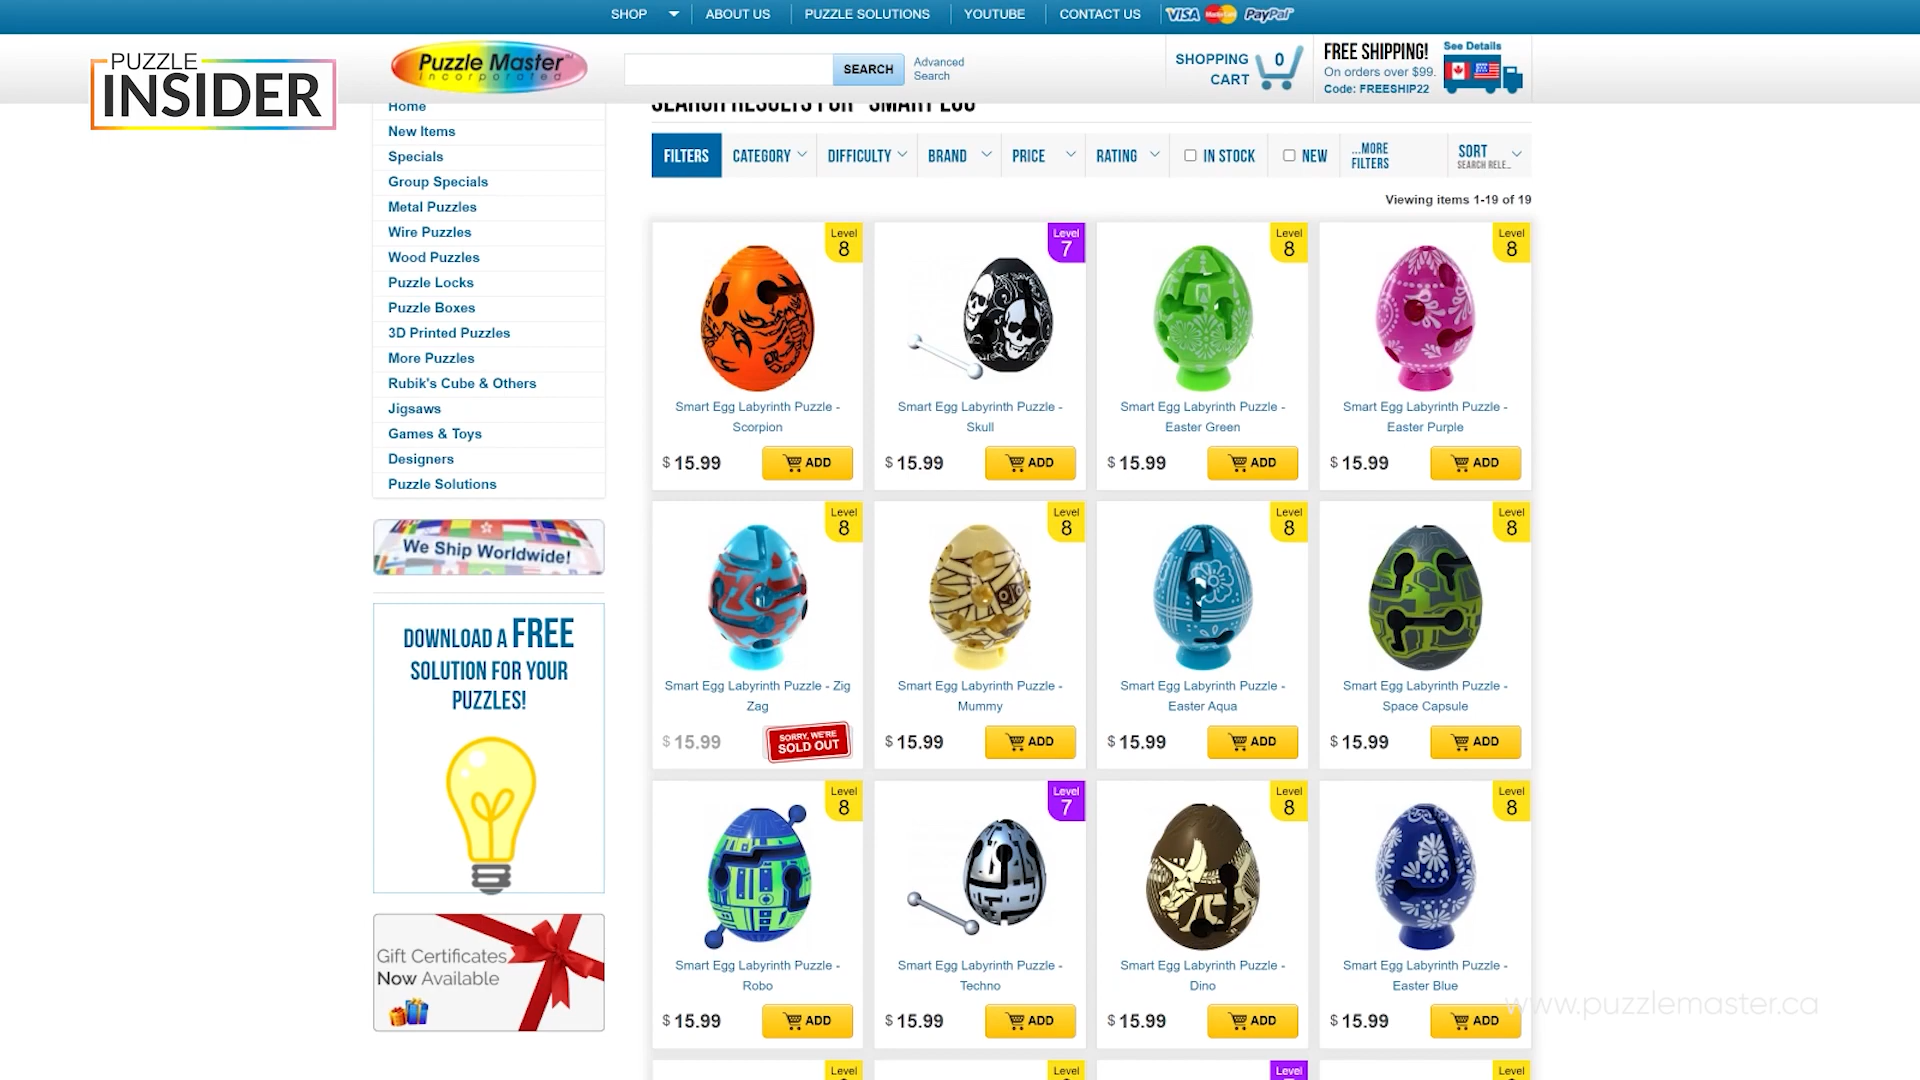 SHOP
ABOUT US
PUZZLE SOLUTIONS
YOUTUBE
CONTACT US
VISA
MasterCard
PayPal
PUZZLE
INSIDER
Puzzle Master
Incorporated
SEARCH
Advanced
Search
SHOPPING
CART
0
FREE SHIPPING!
On orders over $99.
Code: FREESHIP22
See Details
Home
New Items
Specials
Group Specials
Metal Puzzles
Wire Puzzles
Wood Puzzles
Puzzle Locks
Puzzle Boxes
3D Printed Puzzles
More Puzzles
Rubik's Cube & Others
Jigsaws
Games & Toys
Designers
Puzzle Solutions
We Ship Worldwide!
DOWNLOAD A FREE
SOLUTION FOR YOUR
PUZZLES!
Gift Certificates
Now Available
SEARCH RESULTS FOR "SMART EGG"
FILTERS
CATEGORY
DIFFICULTY
BRAND
PRICE
RATING
IN STOCK
NEW
...MORE
FILTERS
SORT
SEARCH RELE...
Viewing items 1-19 of 19
Level
8
Smart Egg Labyrinth Puzzle -
Scorpion
$ 15.99
ADD
Level
7
Smart Egg Labyrinth Puzzle -
Skull
$ 15.99
ADD
Level
8
Smart Egg Labyrinth Puzzle -
Easter Green
$ 15.99
ADD
Level
8
Smart Egg Labyrinth Puzzle -
Easter Purple
$ 15.99
ADD
Level
8
Smart Egg Labyrinth Puzzle - Zig
Zag
$ 15.99
SORRY, WE'RE
SOLD OUT
Level
8
Smart Egg Labyrinth Puzzle -
Mummy
$ 15.99
ADD
Level
8
Smart Egg Labyrinth Puzzle -
Easter Aqua
$ 15.99
ADD
Level
8
Smart Egg Labyrinth Puzzle -
Space Capsule
$ 15.99
ADD
Level
8
Smart Egg Labyrinth Puzzle -
Robo
$ 15.99
ADD
Level
7
Smart Egg Labyrinth Puzzle -
Techno
$ 15.99
ADD
Level
8
Smart Egg Labyrinth Puzzle -
Dino
$ 15.99
ADD
Level
8
Smart Egg Labyrinth Puzzle -
Easter Blue
$ 15.99
ADD
www.puzzlemaster.ca
Level
Level
Level
Level